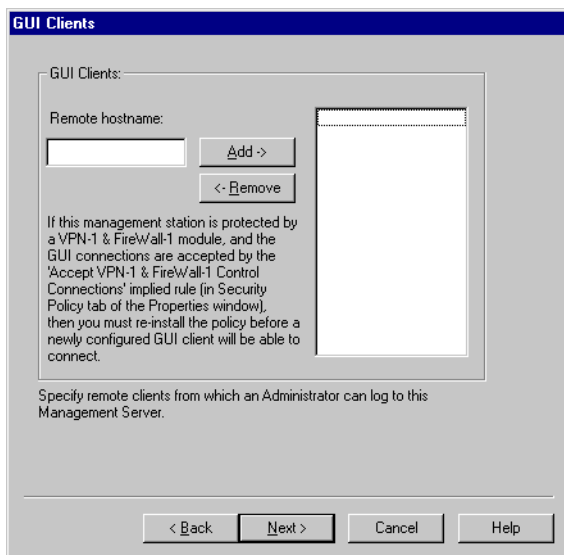 GUI Clients
GUI Clients:
Remote hostname:
Add ->
<- Remove
If this management station is protected by
a VPN-1 & FireWall-1 module, and the
GUI connections are accepted by the
'Accept VPN-1 & FireWall-1 Control
Connections' implied rule (in Security
Policy tab of the Properties window),
then you must re-install the policy before a
newly configured GUI client will be able to
connect.
Specify remote clients from which an Administrator can log to this
Management Server.
< Back
Next >
Cancel
Help